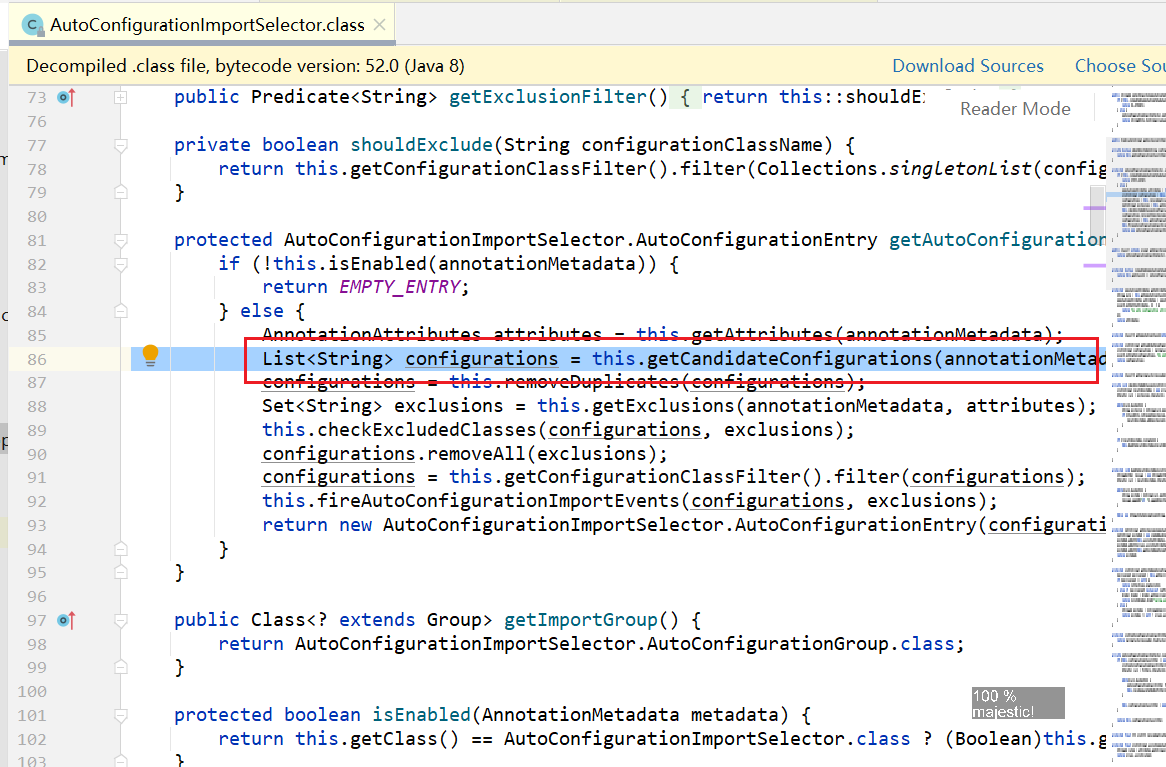 AutoConfigurationImportSelector.class
Decompiled .class file, bytecode version: 52.0 (Java 8) Download Sources Choose Sou
Reader Mode
73 public Predicate<String> getExclusionFilter() { return this::shouldE
76
77 private boolean shouldExclude(String configurationClassName) {
78 return this.getConfigurationClassFilter().filter(Collections.singletonList(config
79 }
80
81 protected AutoConfigurationImportSelector.AutoConfigurationEntry getAutoConfiguration
82 if (!this.isEnabled(annotationMetadata)) {
83 return EMPTY_ENTRY;
84 } else {
85 AnnotationAttributes attributes = this.getAttributes(annotationMetadata);
86 List<String> configurations = this.getCandidateConfigurations(annotationMetad
87 configurations = this.removeDuplicates(configurations);
88 Set<String> exclusions = this.getExclusions(annotationMetadata, attributes);
89 this.checkExcludedClasses(configurations, exclusions);
90 configurations.removeAll(exclusions);
91 configurations = this.getConfigurationClassFilter().filter(configurations);
92 this.fireAutoConfigurationImportEvents(configurations, exclusions);
93 return new AutoConfigurationImportSelector.AutoConfigurationEntry(configurati
94 }
95 }
96
97 public Class<? extends Group> getImportGroup() {
98 return AutoConfigurationImportSelector.AutoConfigurationGroup.class;
99 }
100
101 protected boolean isEnabled(AnnotationMetadata metadata) {
102 return this.getClass() == AutoConfigurationImportSelector.class ? (Boolean)this.g
103 }
100 %
majestic!